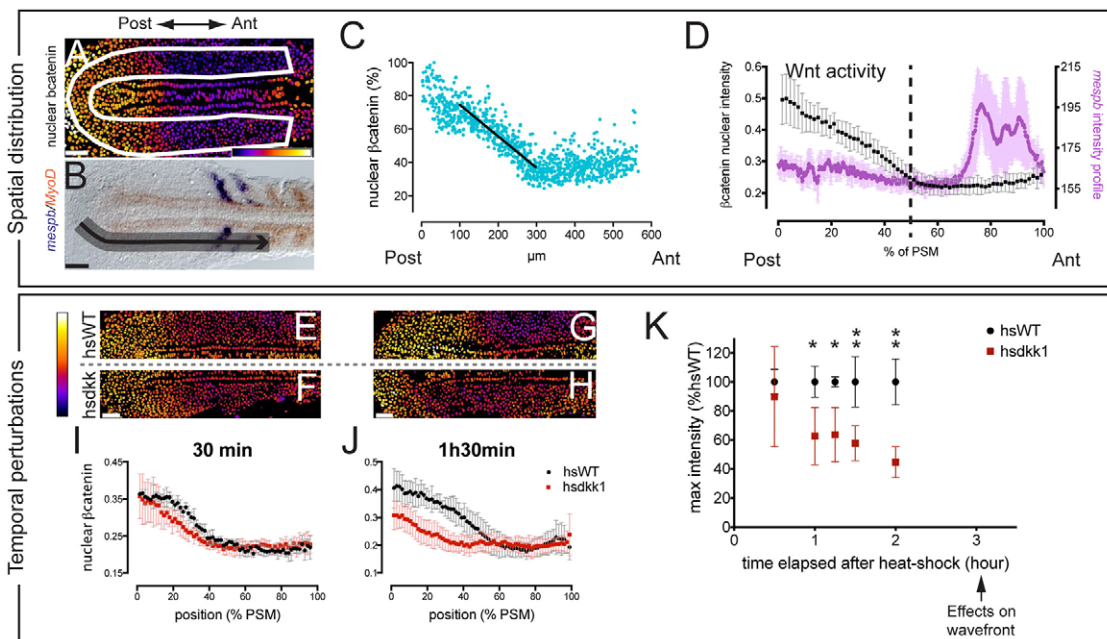 Spatial distribution
Post Ant
A
nuclear bcatenin
B
mespb/MyoD
C
nuclear βcatenin (%)
100
80
60
40
20
0 100 200 300 400 500 600
Post µm Ant
D
Wnt activity
βcatenin nuclear intensity
0.6
0.5
0.4
0.3
0.2
215
195
175
155
mespb intensity profile
0 20 40 60 80 100
Post % of PSM Ant
Temporal perturbations
hsWT
E
G
hsdkk
F
H
I
30 min
nuclear βcatenin
0.45
0.35
0.25
0.15
0 20 40 60 80 100
position (% PSM)
J
1h30min
hsWT
hsdkk1
0.5
0.4
0.3
0.2
0.1
0 20 40 60 80 100
position (% PSM)
K
hsWT
hsdkk1
max intensity (%hsWT)
* * * *
* *
120
100
80
60
40
20
0
0 1 2 3
time elapsed after heat-shock (hour)
Effects on
wavefront